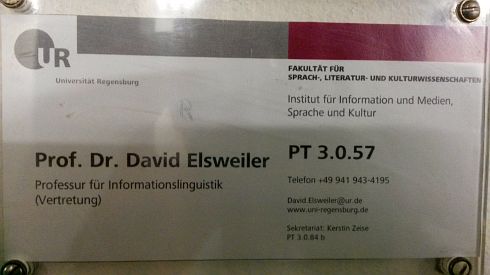 UR
Universität Regensburg
FAKULTÄT FÜR
SPRACH-, LITERATUR- UND KULTURWISSENSCHAFTEN
Institut für Information und Medien,
Sprache und Kultur
Prof. Dr. David Elsweiler
Professur für Informationslinguistik
(Vertretung)
PT 3.0.57
Telefon +49 941 943-4195
David.Elsweiler@ur.de
www.uni-regensburg.de
Sekretariat: Kerstin Zeise
PT 3.0.84 b